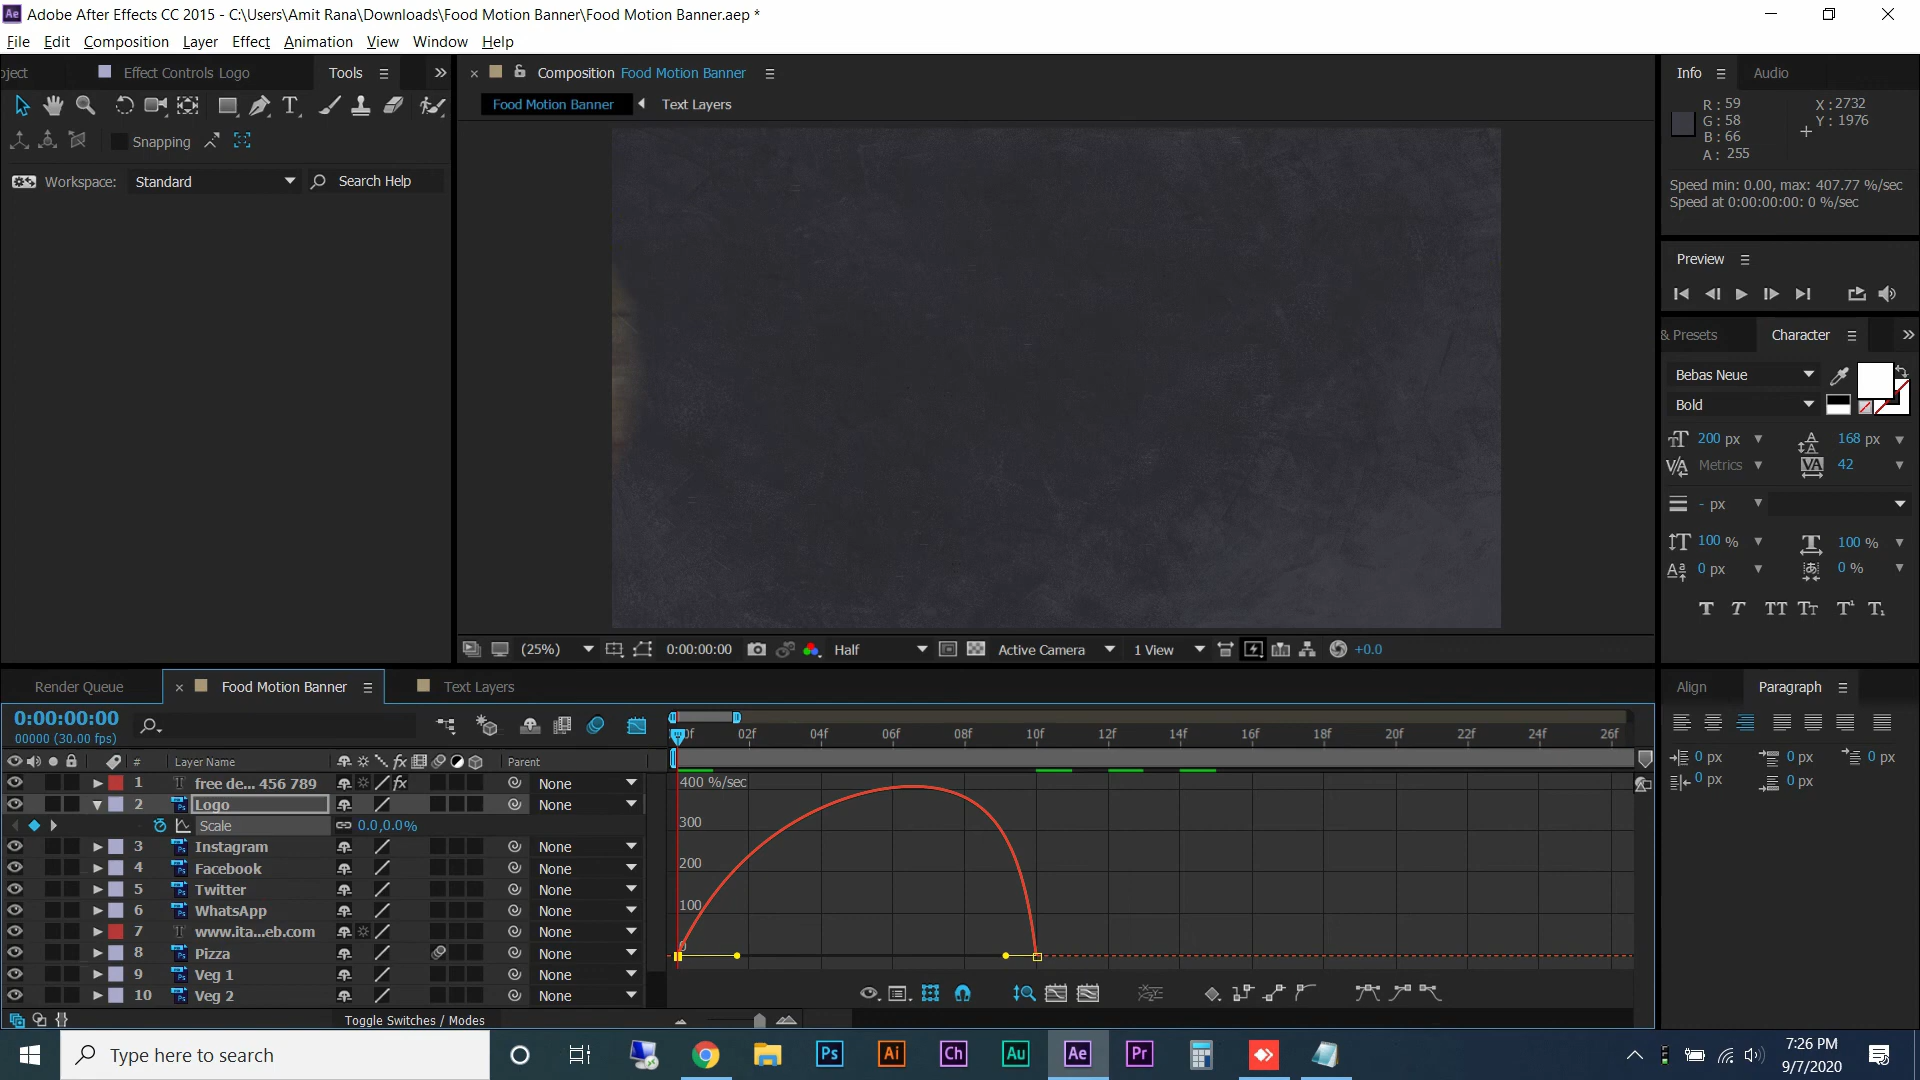 Adobe After Effects CC 2015 - C:\Users\Amit Rana\Downloads\Food Motion Banner\Food Motion Banner.aep *
File Edit Composition Layer Effect Animation View Window Help
oject Effect Controls Logo Tools
Composition Food Motion Banner
Info Audio
Food Motion Banner Text Layers
R : 59
G : 58
B : 66
A : 255
X : 2732
Y : 1976
Snapping
Workspace: Standard Search Help
Speed min: 0.00, max: 407.77 %/sec
Speed at 0:00:00:00: 0 %/sec
Preview
& Presets Character
Bebas Neue
Bold
200 px 168 px
Metrics 42
- px
100 % 100 %
0 px 0 %
(25%) 0:00:00:00 Half Active Camera 1 View +0.0
Render Queue Food Motion Banner Text Layers
Align Paragraph
0:00:00:00
00000 (30.00 fps)
0f 02f 04f 06f 08f 10f 12f 14f 16f 18f 20f 22f 24f 26f
# Layer Name Parent
1 free de... 456 789 fx None
2 Logo None
Scale 0.0,0.0%
3 Instagram None
4 Facebook None
5 Twitter None
6 WhatsApp None
7 www.ita...eb.com None
8 Pizza None
9 Veg 1 None
10 Veg 2 None
400 %/sec
300
200
100
0
0 px 0 px 0 px
0 px 0 px
Toggle Switches / Modes
Type here to search
Ps Ai Ch Au Ae Pr
7:26 PM
9/7/2020